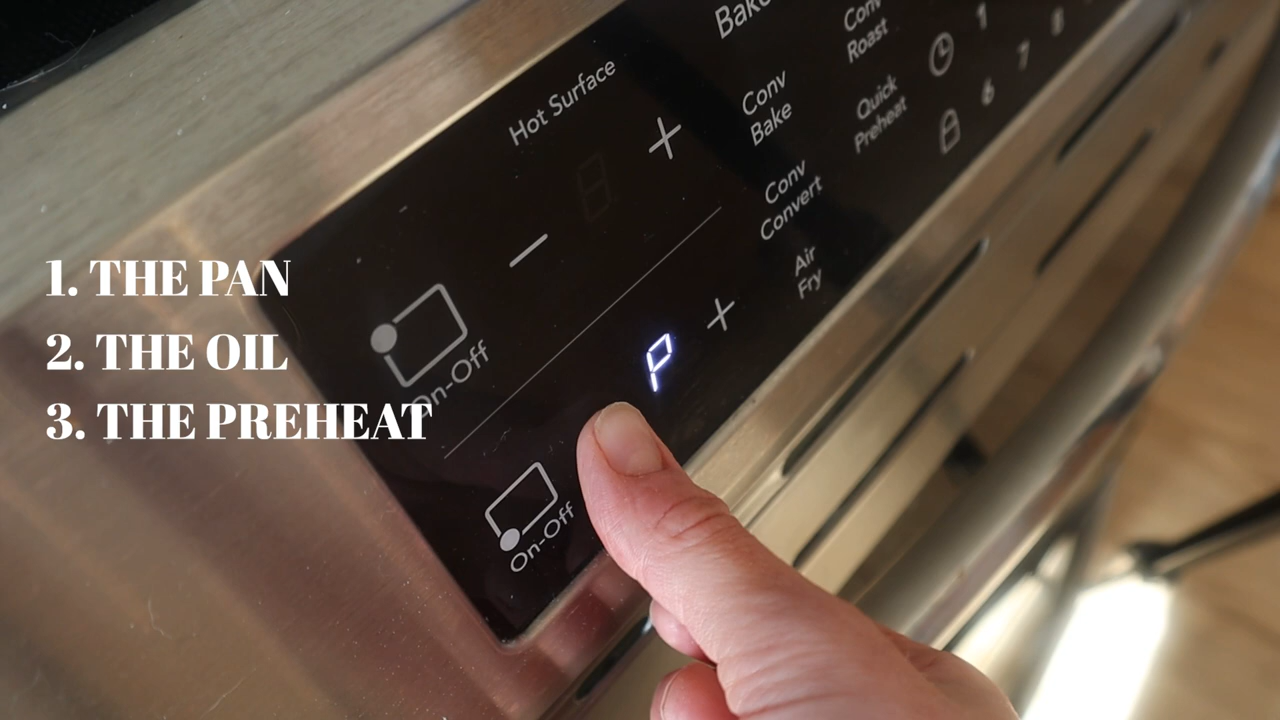 1. THE PAN
2. THE OIL
3. THE PREHEAT
Hot Surface
On-Off
P
On-Off
Bake
Conv
Bake
Conv
Convert
Air
Fry
Conv
Roast
Quick
Preheat
1
6
7
8